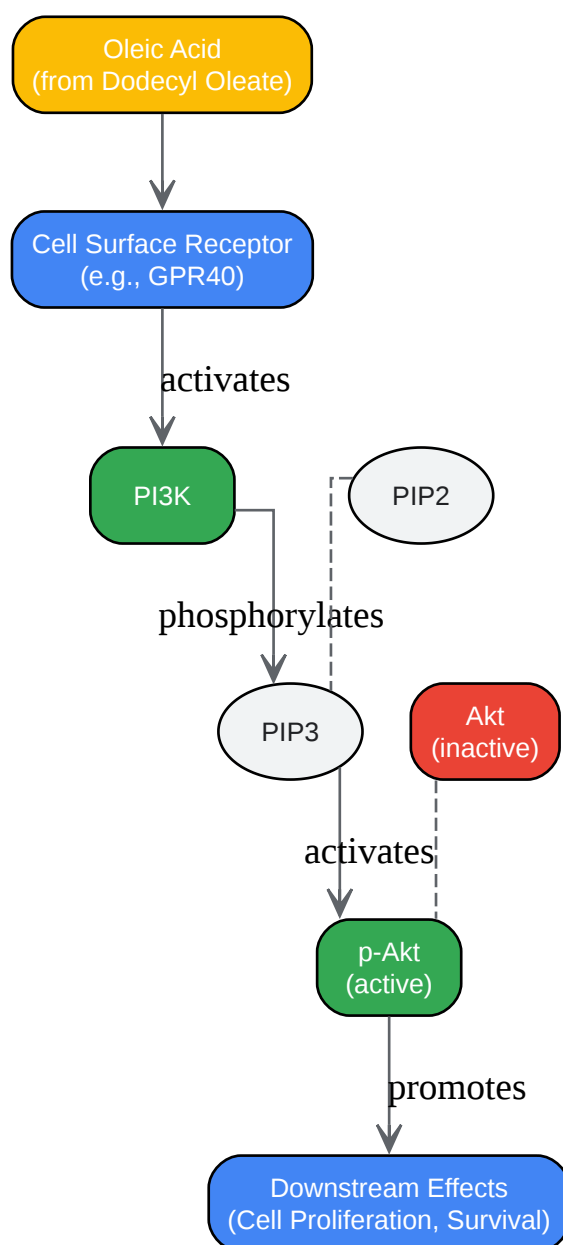 Oleic Acid
(from Dodecyl Oleate)
Cell Surface Receptor
(e.g., GPR40)
activates
PI3K
PIP2
phosphorylates
PIP3
Akt
(inactive)
activates
p-Akt
(active)
promotes
Downstream Effects
(Cell Proliferation, Survival)